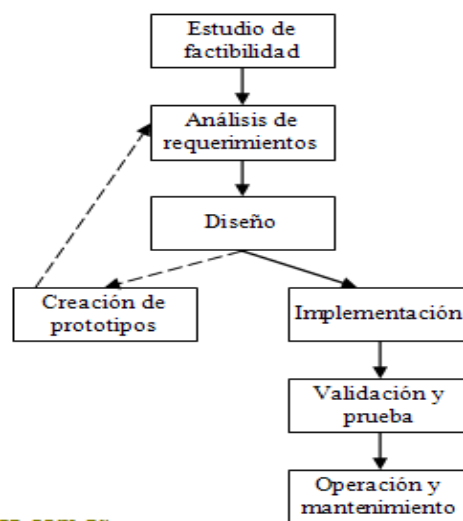 Estudio de
factibilidad
Análisis de
requerimientos
Diseño
Creación de
prototipos
Implementación
Validación y
prueba
Operación y
mantenimiento